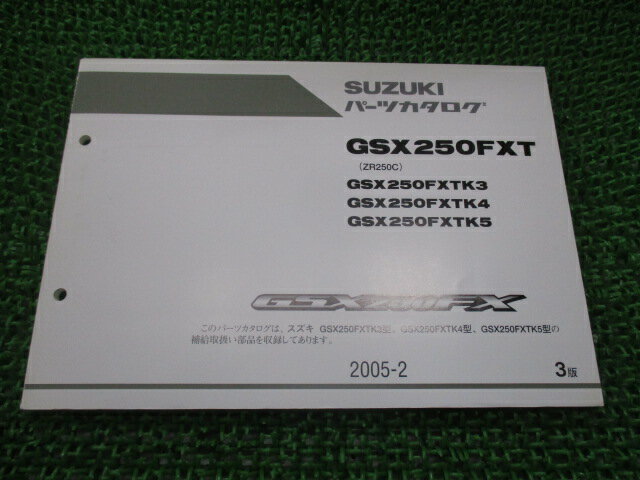 SUZUKI
パーツカタログ
GSX250FXT
(ZR250C)
GSX250FXTK3
GSX250FXTK4
GSX250FXTK5
GSX250FX
このパーツカタログは、スズキ GSX250FXTK3型、GSX250FXTK4型、GSX250FXTK5型の
補給取扱い部品を収録してあります。
2005-2
3版